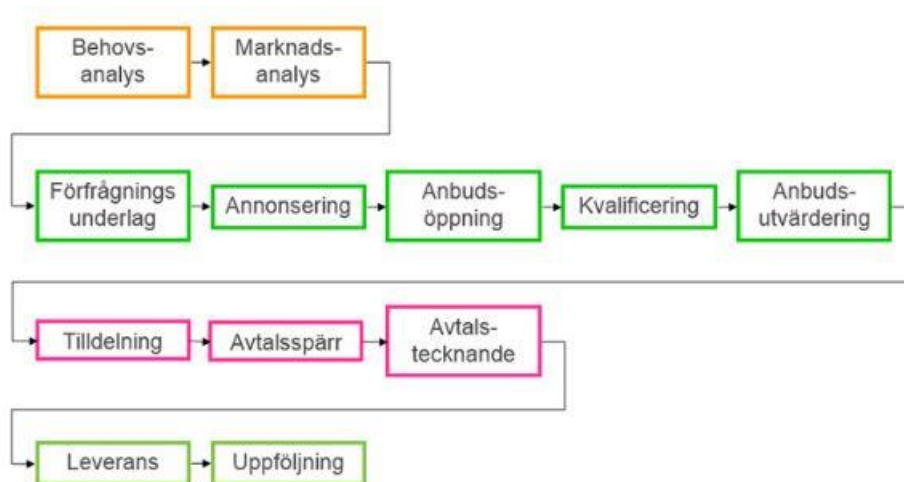 Behovs-
analys
Marknads-
analys
Förfrågnings
underlag
Annonsering
Anbuds-
öppning
Kvalificering
Anbuds-
utvärdering
Tilldelning
Avtalsspärr
Avtals-
tecknande
Leverans
Uppföljning